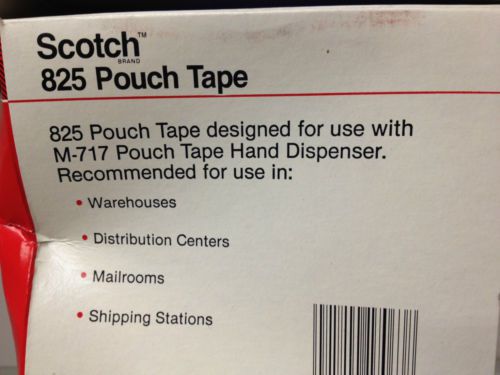 Scotch™
BRAND
825 Pouch Tape
825 Pouch Tape designed for use with
M-717 Pouch Tape Hand Dispenser.
Recommended for use in:
• Warehouses
• Distribution Centers
• Mailrooms
• Shipping Stations